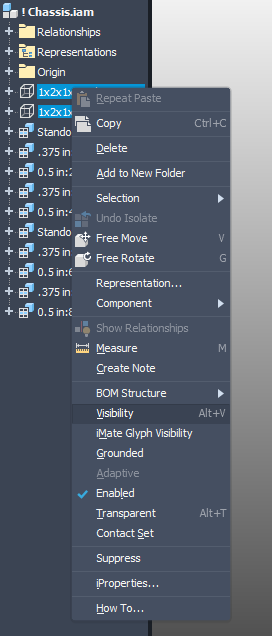 ! Chassis.iam
Relationships
Representations
Origin
1x2x1x
1x2x1x
Stando
.375 in:
0.5 in:2
.375 in:
0.5 in:4
Stando
.375 in:
0.5 in:6
.375 in:
0.5 in:8
Repeat Paste
Copy Ctrl+C
Delete
Add to New Folder
Selection
Undo Isolate
Free Move V
Free Rotate G
Representation...
Component
Show Relationships
Measure M
Create Note
BOM Structure
Visibility Alt+V
iMate Glyph Visibility
Grounded
Adaptive
Enabled
Transparent Alt+T
Contact Set
Suppress
iProperties...
How To...